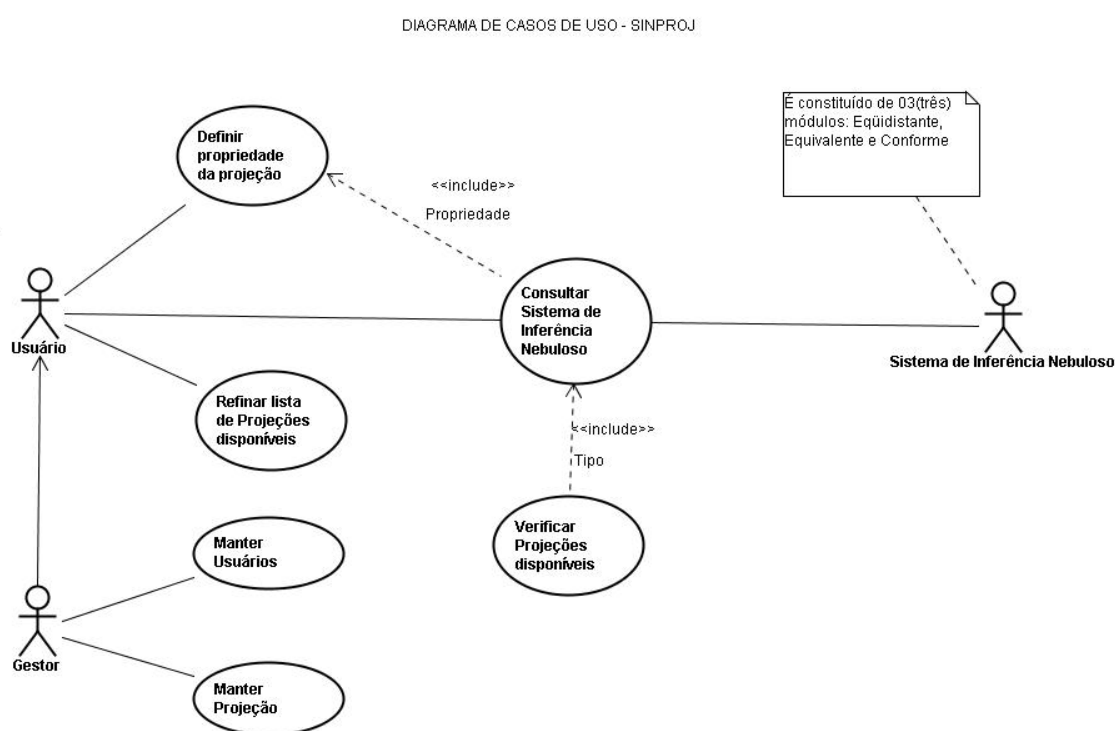 DIAGRAMA DE CASOS DE USO - SINPROJ
É constituído de 03(três)
módulos: Eqüidistante,
Equivalente e Conforme
Definir
propriedade
da projeção
<<include>>
Propriedade
Consultar
Sistema de
Inferência
Nebuloso
Usuário
Sistema de Inferência Nebuloso
Refinar lista
de Projeções
disponíveis
<<include>>
Tipo
Verificar
Projeções
disponíveis
Manter
Usuários
Gestor
Manter
Projeção